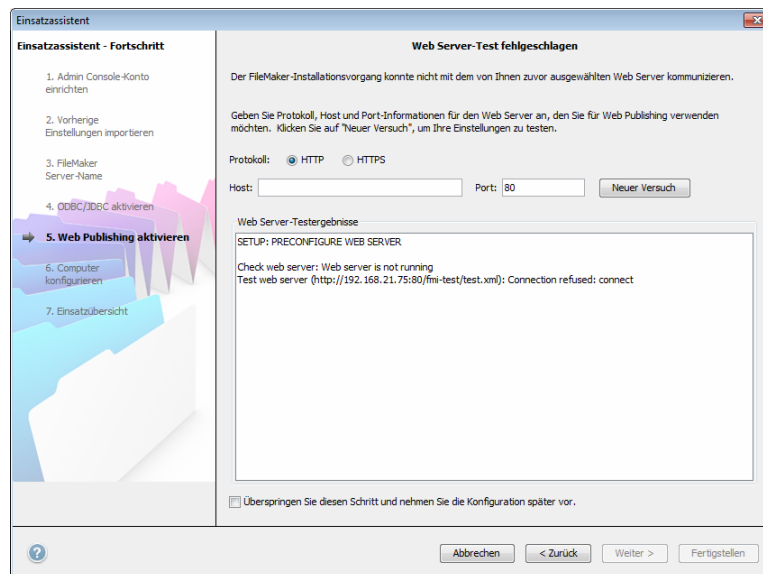 Einsatzassistent
Einsatzassistent - Fortschritt
1. Admin Console-Konto
einrichten
2. Vorherige
Einstellungen importieren
3. FileMaker
Server-Name
4. ODBC/JDBC aktivieren
5. Web Publishing aktivieren
6. Computer
konfigurieren
7. Einsatzübersicht
Web Server-Test fehlgeschlagen
Der FileMaker-Installationsvorgang konnte nicht mit dem von Ihnen zuvor ausgewählten Web Server kommunizieren.
Geben Sie Protokoll, Host und Port-Informationen für den Web Server an, den Sie für Web Publishing verwenden
möchten. Klicken Sie auf "Neuer Versuch", um Ihre Einstellungen zu testen.
Protokoll: HTTP HTTPS
Host: Port: 80 Neuer Versuch
Web Server-Testergebnisse
SETUP: PRECONFIGURE WEB SERVER
Check web server: Web server is not running
Test web server (http://192.168.21.75:80/fmi-test/test.xml): Connection refused: connect
Überspringen Sie diesen Schritt und nehmen Sie die Konfiguration später vor.
? Abbrechen < Zurück Weiter > Fertigstellen